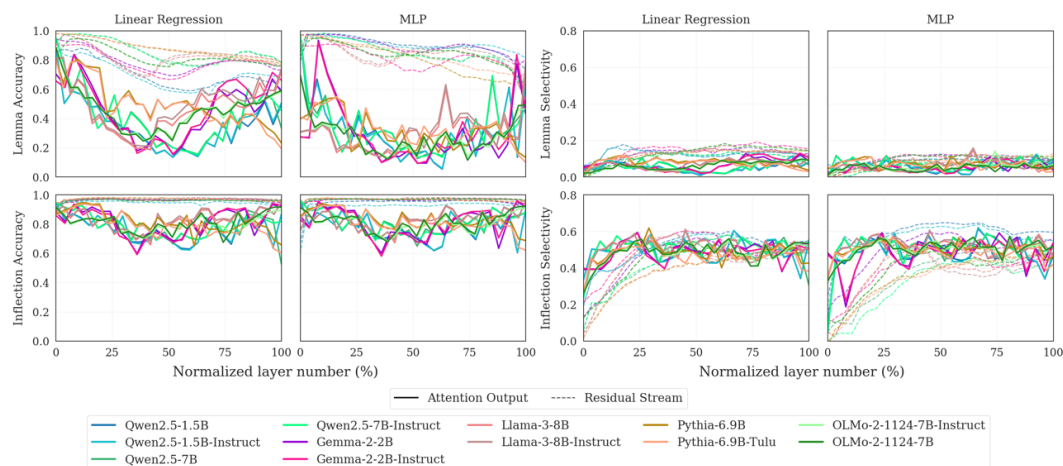 Linear Regression MLP Linear Regression MLP
Lemma Accuracy
1.0
0.8
0.6
0.4
0.2
0.0
Lemma Selectivity
0.8
0.6
0.4
0.2
0.0
Inflection Accuracy
1.0
0.8
0.6
0.4
0.2
0.0
Inflection Selectivity
0.8
0.6
0.4
0.2
0.0
0 25 50 75 100 0 25 50 75 100 0 25 50 75 100 0 25 50 75 100
Normalized layer number (%) Normalized layer number (%)
Attention Output Residual Stream
Qwen2.5-1.5B Qwen2.5-7B-Instruct Llama-3-8B Pythia-6.9B OLMo-2-1124-7B-Instruct
Qwen2.5-1.5B-Instruct Gemma-2-2B Llama-3-8B-Instruct Pythia-6.9B-Tulu OLMo-2-1124-7B
Qwen2.5-7B Gemma-2-2B-Instruct